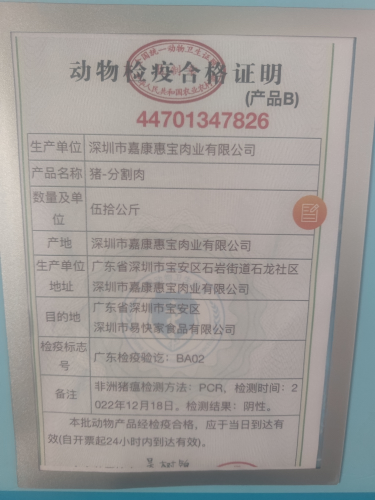 动物检疫合格证明
(产品B)
44701347826
生产单位 深圳市嘉康惠宝肉业有限公司
产品名称 猪-分割肉
数量及单位 伍拾公斤
产地 深圳市嘉康惠宝肉业有限公司
生产单位 广东省深圳市宝安区石岩街道石龙社区
地址 深圳市嘉康惠宝肉业有限公司
目的地 广东省深圳市宝安区
深圳市易快家食品有限公司
检疫标志号 广东检疫验讫：BA02
备注 非洲猪瘟检测方法：PCR，检测时间：2
022年12月18日。检测结果：阴性。
本批动物产品经检疫合格，应于当日到达有
效(自开票起24小时内到达有效)。